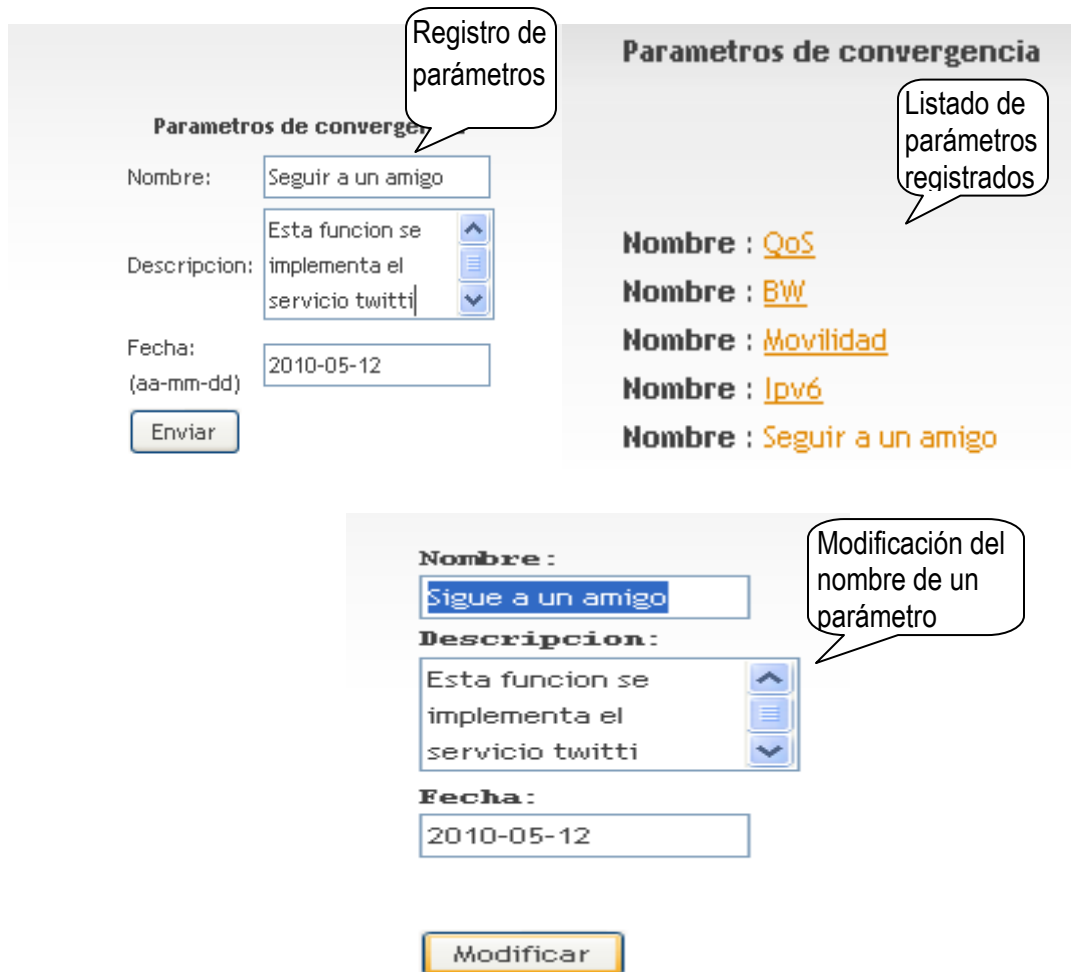 Registro de
parámetros
Parametros de convergencia
Nombre:
Seguir a un amigo
Descripcion:
Esta funcion se
implementa el
servicio twitti
Fecha:
(aa-mm-dd)
2010-05-12
Enviar
Parametros de convergencia
Listado de
parámetros
registrados
Nombre : QoS
Nombre : BW
Nombre : Movilidad
Nombre : Ipv6
Nombre : Seguir a un amigo
Modificación del
nombre de un
parámetro
Nombre:
Sigue a un amigo
Descripcion:
Esta funcion se
implementa el
servicio twitti
Fecha:
2010-05-12
Modificar